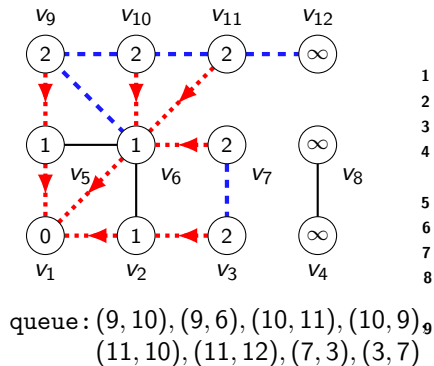 v₉ v₁₀ v₁₁ v₁₂
2 2 2 ∞
1
2
3
4
1 1 2 ∞
v₅ v₆ v₇ v₈
5
6
7
8
0 1 2 ∞
v₁ v₂ v₃ v₄
queue: (9, 10), (9, 6), (10, 11), (10, 9),
9
(11, 10), (11, 12), (7, 3), (3, 7)